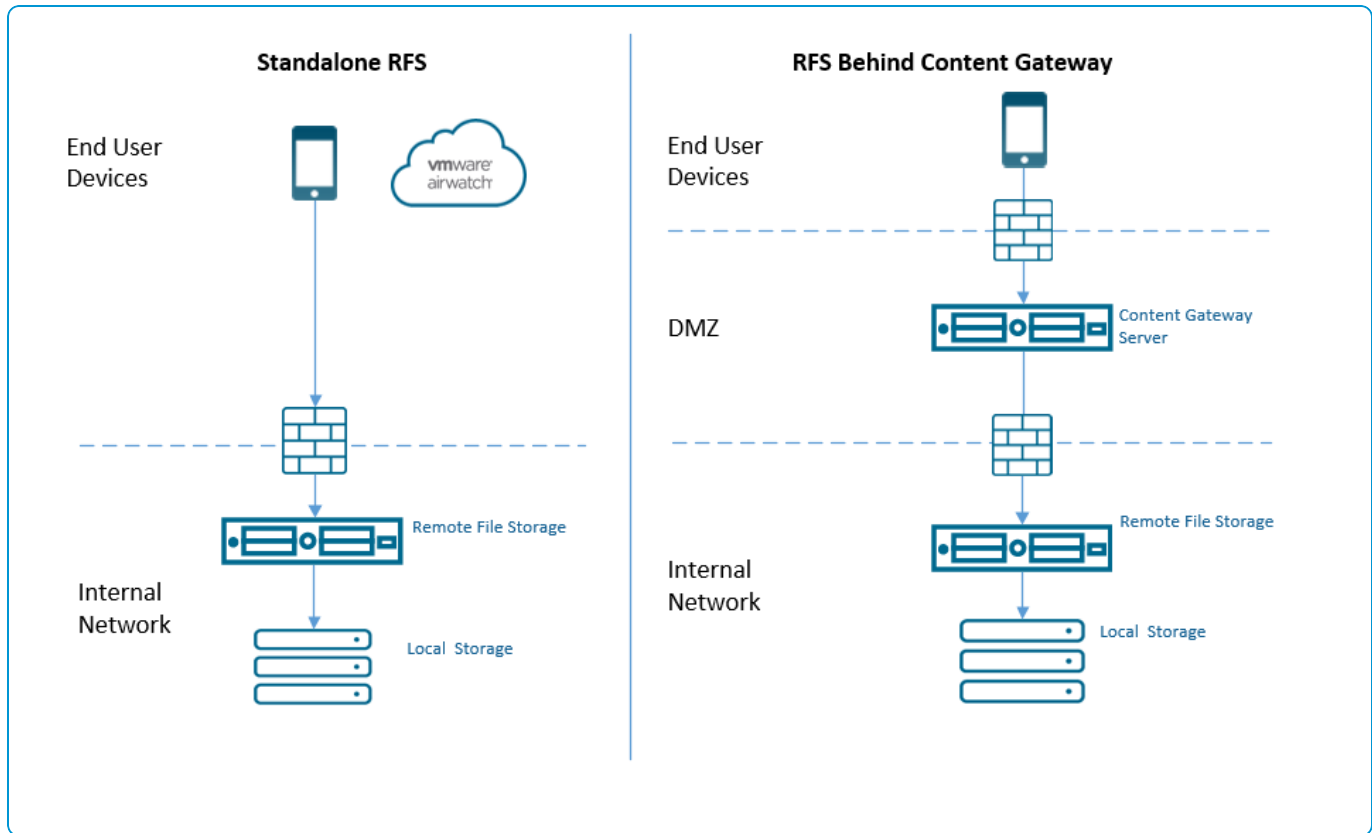 Standalone RFS
End User
Devices
vmware
airwatch
Remote File Storage
Internal
Network
Local Storage
RFS Behind Content Gateway
End User
Devices
DMZ
Content Gateway
Server
Remote File Storage
Internal
Network
Local Storage